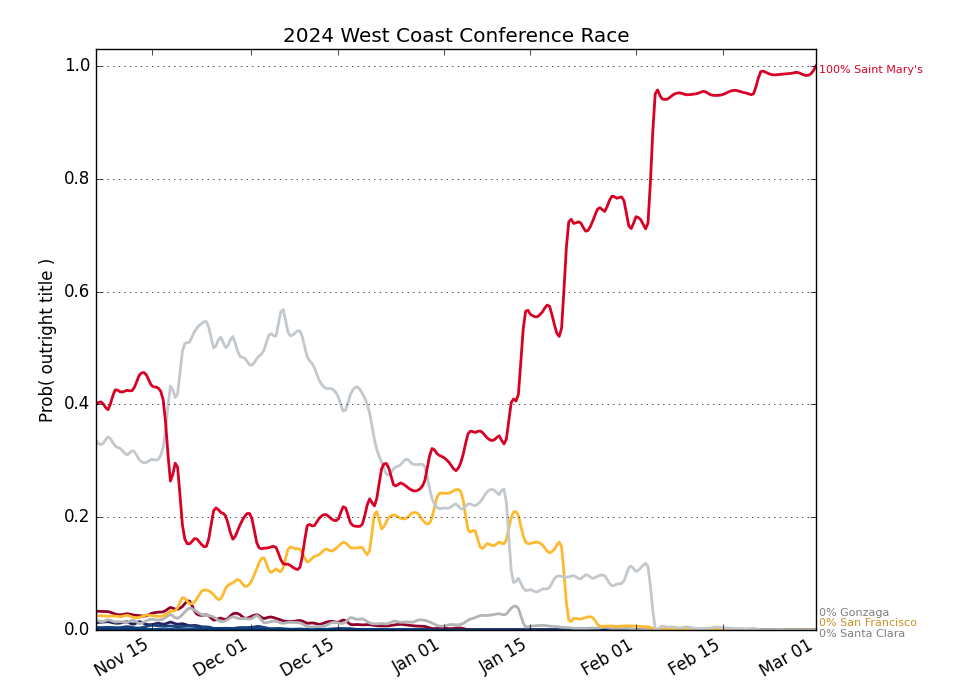 2024 West Coast Conference Race
Prob( outright title )
1.0
0.8
0.6
0.4
0.2
0.0
100% Saint Mary's
0% Gonzaga
0% San Francisco
0% Santa Clara
Nov 15
Dec 01
Dec 15
Jan 01
Jan 15
Feb 01
Feb 15
Mar 01